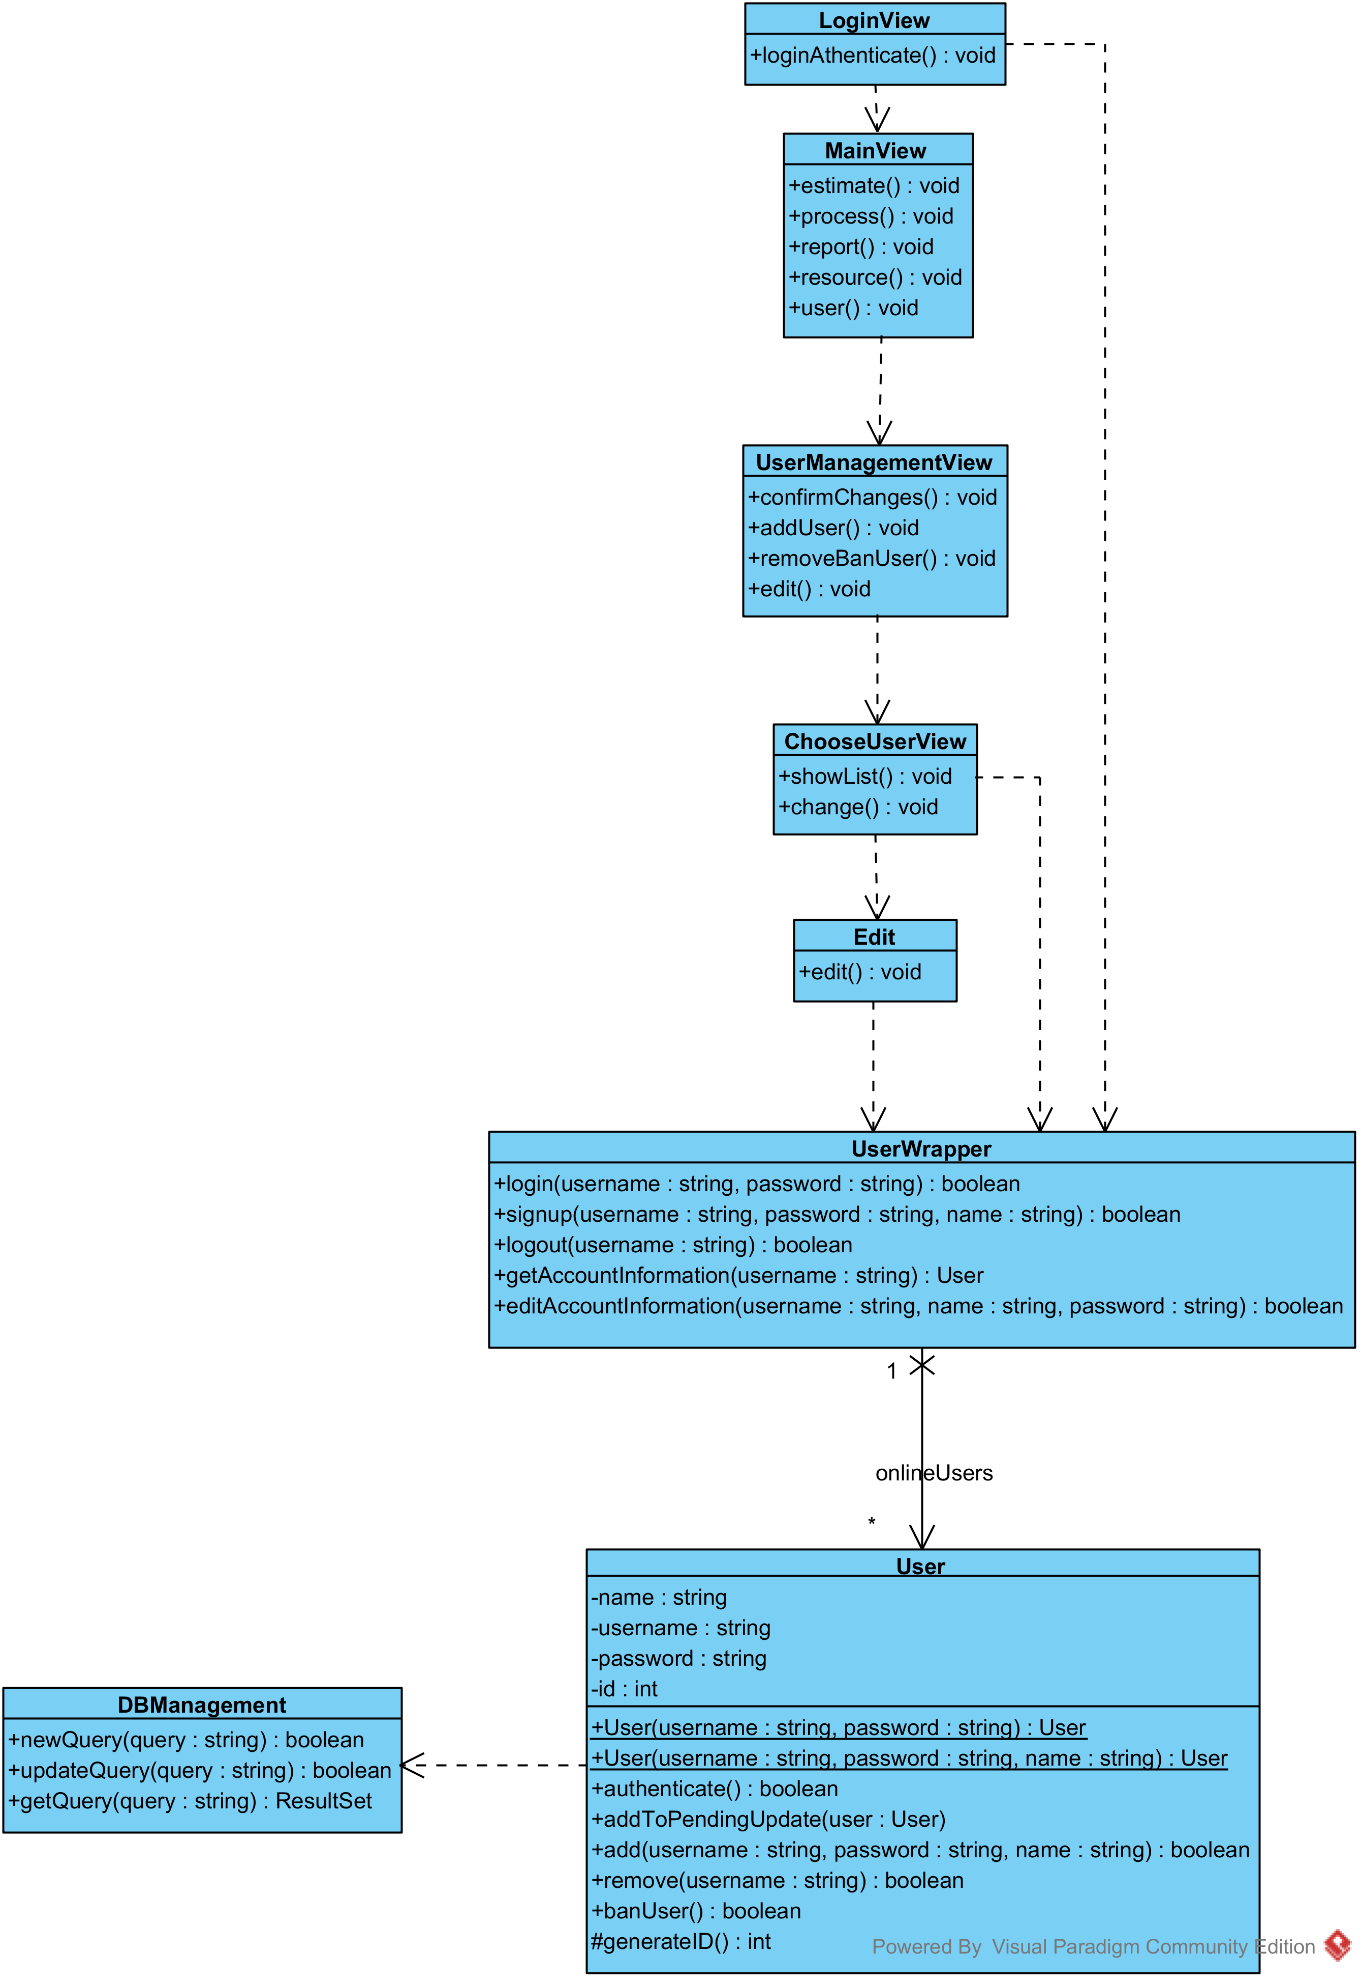 LoginView
+loginAthenticate() : void
MainView
+estimate() : void
+process() : void
+report() : void
+resource() : void
+user() : void
UserManagementView
+confirmChanges() : void
+addUser() : void
+removeBanUser() : void
+edit() : void
ChooseUserView
+showList() : void
+change() : void
Edit
+edit() : void
UserWrapper
+login(username : string, password : string) : boolean
+signup(username : string, password : string, name : string) : boolean
+logout(username : string) : boolean
+getAccountInformation(username : string) : User
+editAccountInformation(username : string, name : string, password : string) : boolean
1
onlineUsers
*
User
-name : string
-username : string
-password : string
-id : int
+User(username : string, password : string) : User
+User(username : string, password : string, name : string) : User
+authenticate() : boolean
+addToPendingUpdate(user : User)
+add(username : string, password : string, name : string) : boolean
+remove(username : string) : boolean
+banUser() : boolean
#generateID() : int
DBManagement
+newQuery(query : string) : boolean
+updateQuery(query : string) : boolean
+getQuery(query : string) : ResultSet
Powered By Visual Paradigm Community Edition